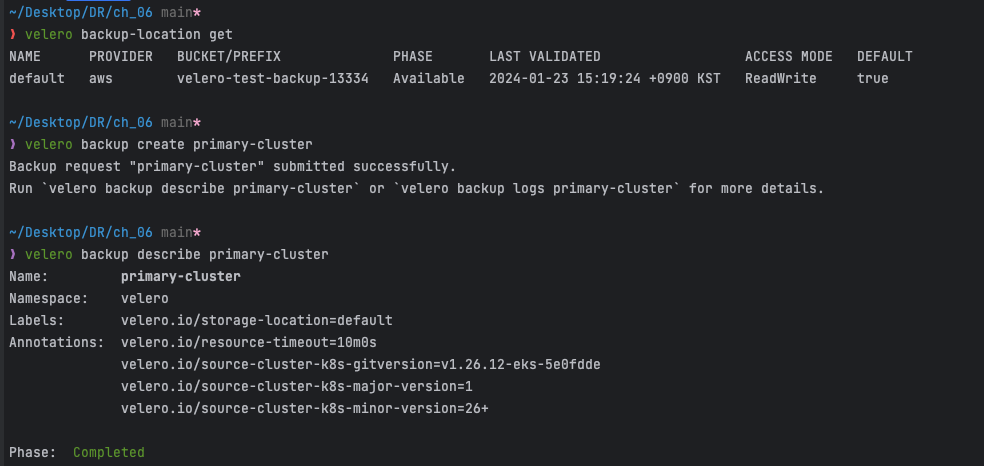 ~/Desktop/DR/ch_06 main*
❯ velero backup-location get
NAME PROVIDER BUCKET/PREFIX PHASE LAST VALIDATED ACCESS MODE DEFAULT
default aws velero-test-backup-13334 Available 2024-01-23 15:19:24 +0900 KST ReadWrite true
~/Desktop/DR/ch_06 main*
❯ velero backup create primary-cluster
Backup request "primary-cluster" submitted successfully.
Run `velero backup describe primary-cluster` or `velero backup logs primary-cluster` for more details.
~/Desktop/DR/ch_06 main*
❯ velero backup describe primary-cluster
Name: primary-cluster
Namespace: velero
Labels: velero.io/storage-location=default
Annotations: velero.io/resource-timeout=10m0s
velero.io/source-cluster-k8s-gitversion=v1.26.12-eks-5e0fdde
velero.io/source-cluster-k8s-major-version=1
velero.io/source-cluster-k8s-minor-version=26+
Phase: Completed